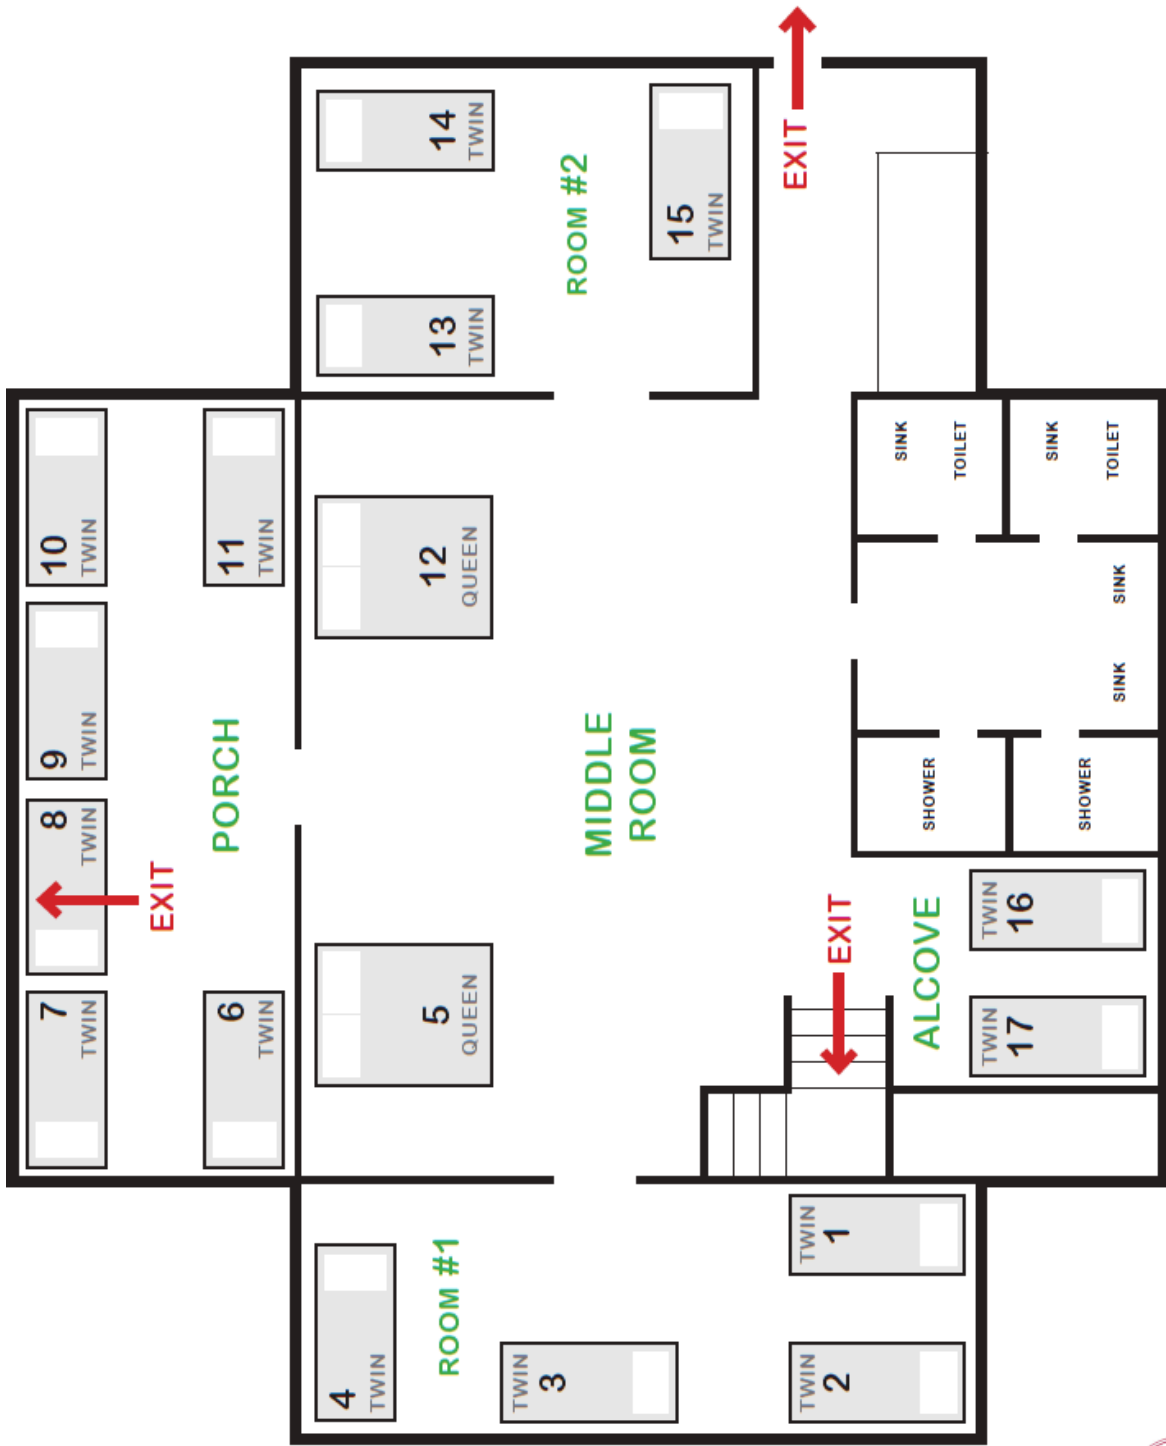 14
TWIN
13
TWIN
ROOM #2
15
TWIN
EXIT
10
TWIN
11
TWIN
9
TWIN
8
TWIN
EXIT
7
TWIN
6
TWIN
PORCH
12
QUEEN
5
QUEEN
MIDDLE
ROOM
SINK
TOILET
SINK
TOILET
SINK
SINK
SHOWER
SHOWER
EXIT
ALCOVE
TWIN
16
TWIN
17
ROOM #1
4
TWIN
TWIN
3
TWIN
1
TWIN
2